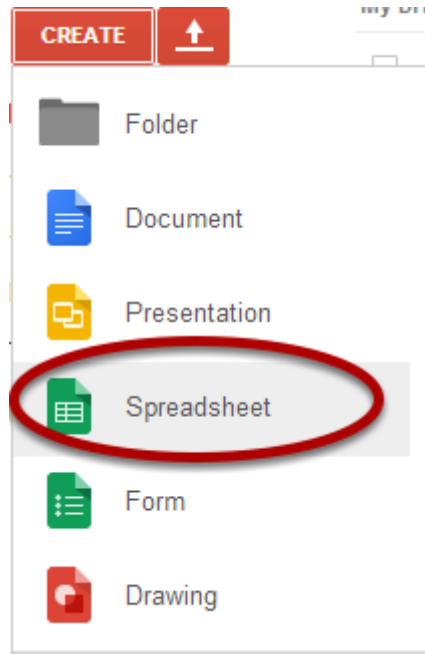 CREATE
Folder
Document
Presentation
Spreadsheet
Form
Drawing